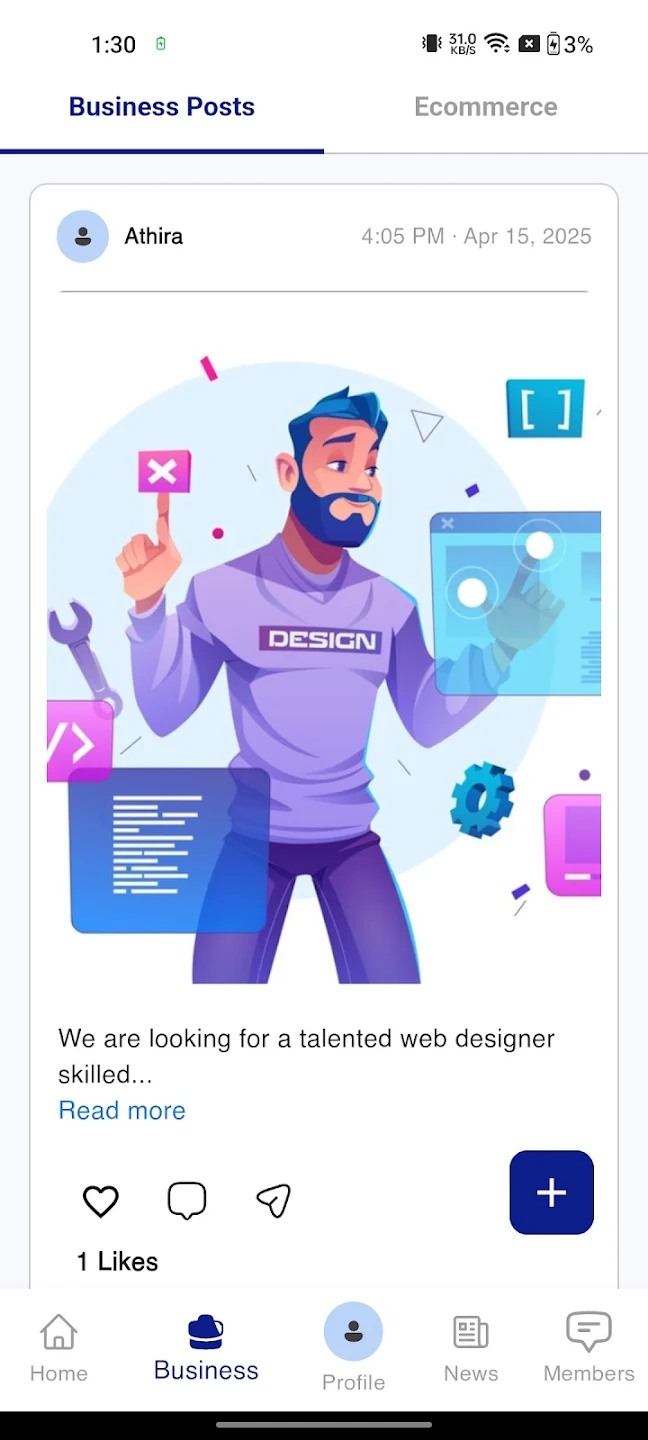 1:30
31.0
KB/S
3%
Business Posts
Ecommerce
Athira
4:05 PM · Apr 15, 2025
[ ]
DESIGN
/>
We are looking for a talented web designer
skilled...
Read more
1 Likes
Home
Business
Profile
News
Members